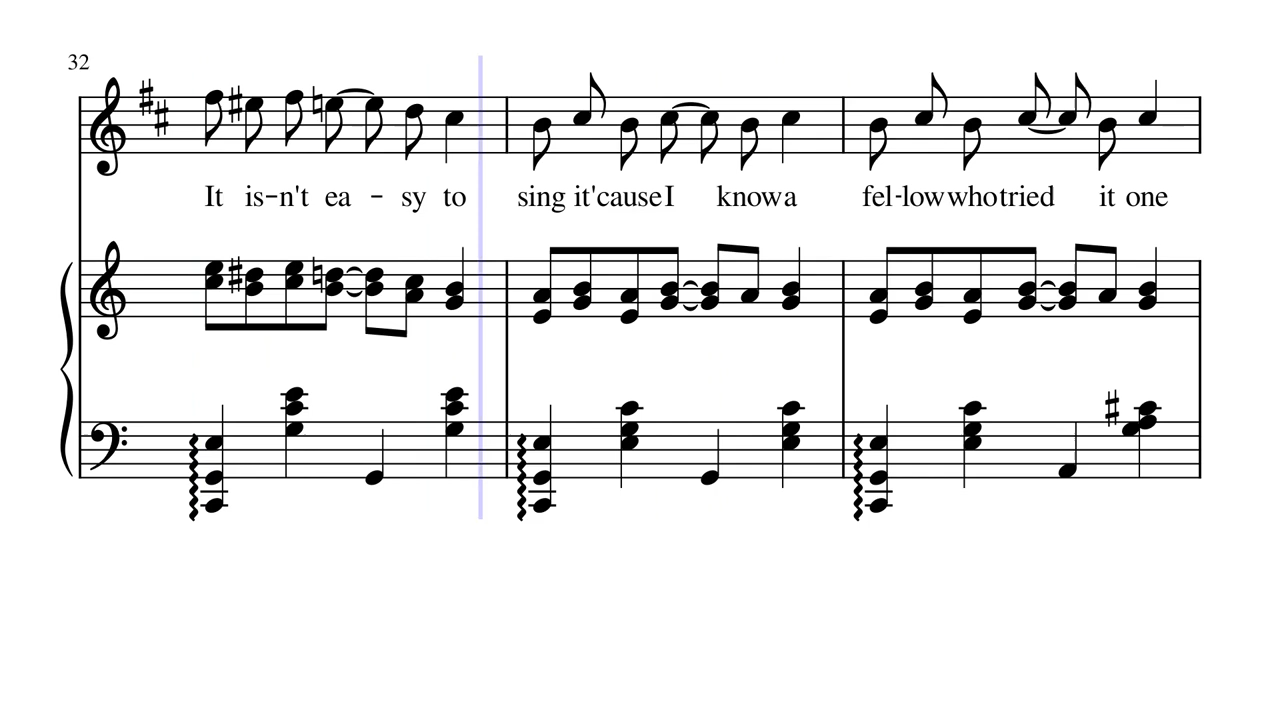 32
It is-n't ea - sy to sing it 'cause I know a fel-low who tried it one